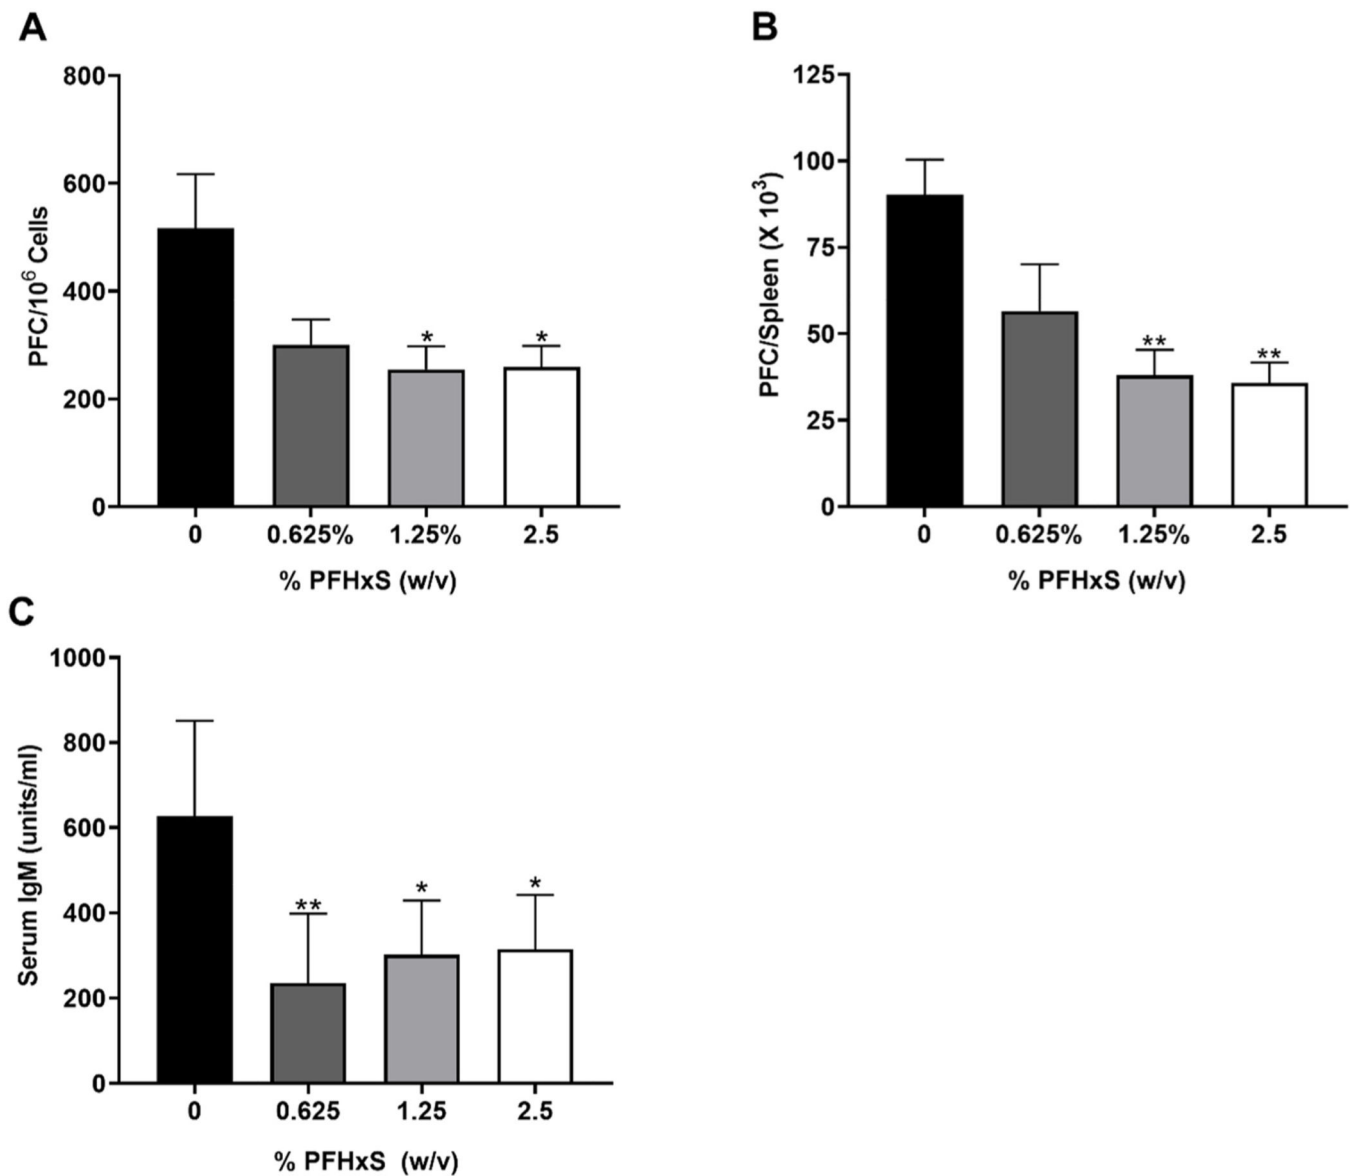 A
PFC/10⁶ Cells
800
600
400
200
0
*
*
0 0.625% 1.25% 2.5
% PFHxS (w/v)
B
PFC/Spleen (X 10³)
125
100
75
50
25
0
**
**
0 0.625% 1.25% 2.5
% PFHxS (w/v)
C
Serum IgM (units/ml)
1000
800
600
400
200
0
**
*
*
0 0.625 1.25 2.5
% PFHxS (w/v)